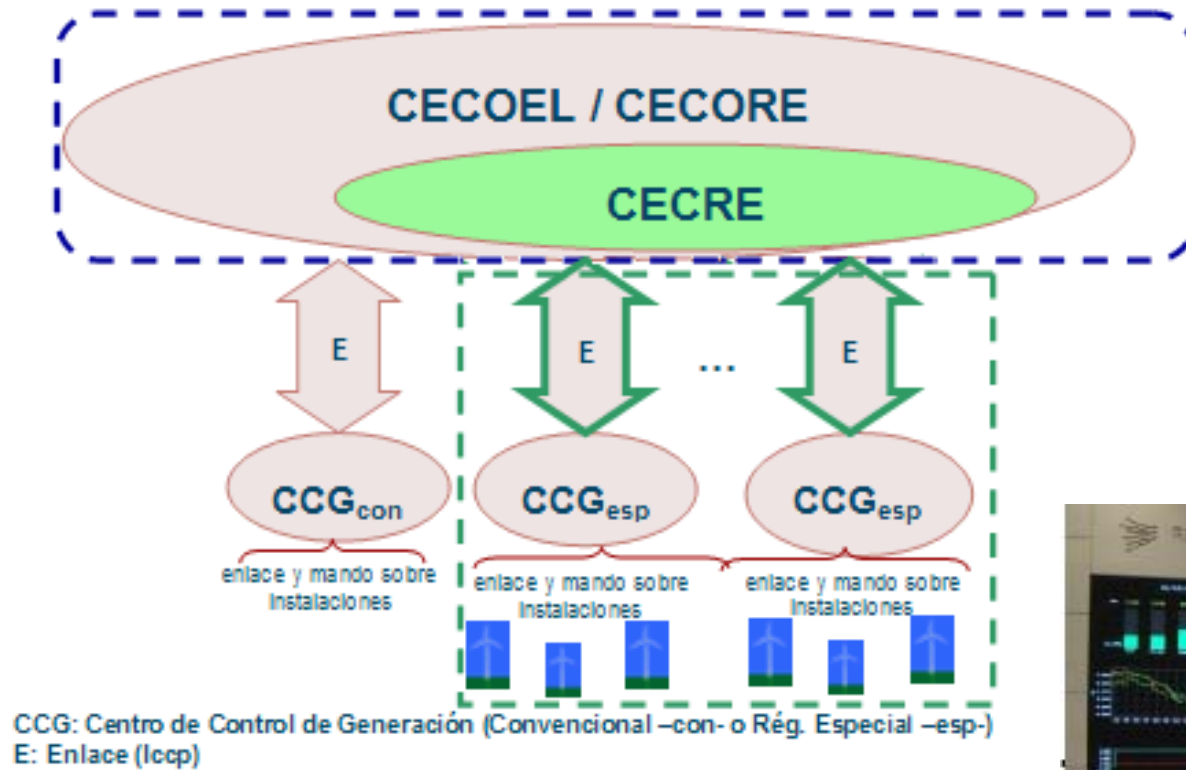 CECOEL / CECORE
CECRE
E
E
...
E
CCGcon
CCGesp
CCGesp
enlace y mando sobre
instalaciones
enlace y mando sobre
instalaciones
enlace y mando sobre
instalaciones
CCG: Centro de Control de Generación (Convencional –con- o Rég. Especial –esp-)
E: Enlace (Iccp)